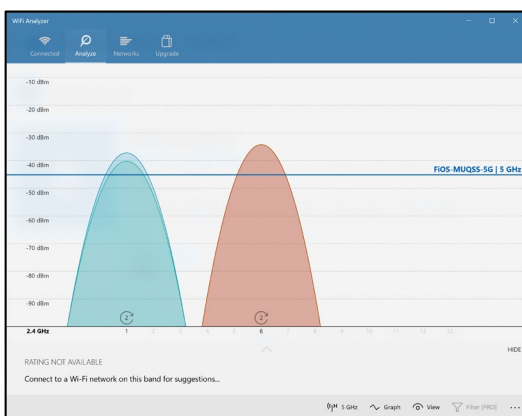 WiFi Analyzer
Connected Analyze Networks Upgrade
-10 dBm
-20 dBm
-30 dBm
-40 dBm
FiOS-MUQSS-5G | 5 GHz
-50 dBm
-60 dBm
-70 dBm
-80 dBm
-90 dBm
2 2
2.4 GHz 1 2 3 4 5 6 7 8 9 10 11 12 13
HIDE
RATING NOT AVAILABLE
Connect to a Wi-Fi network on this band for suggestions...
5 GHz Graph View Filter [PRO] ...